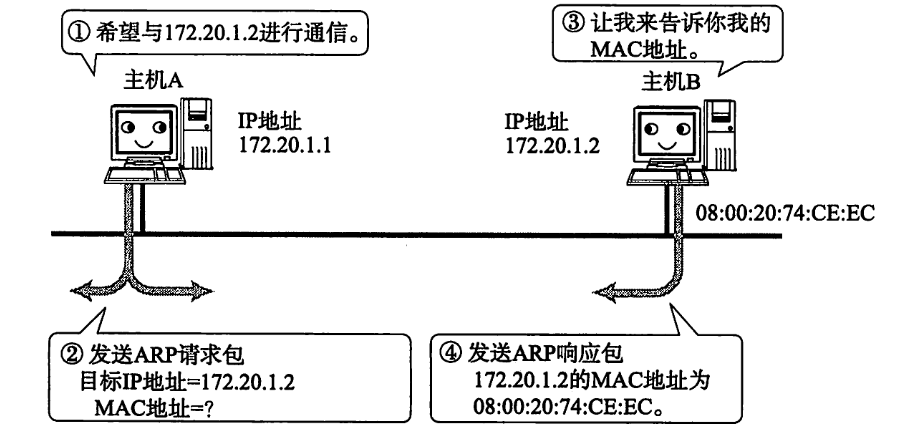 ① 希望与172.20.1.2进行通信。
③ 让我来告诉你我的
MAC地址。
主机A
主机B
IP地址
172.20.1.1
IP地址
172.20.1.2
08:00:20:74:CE:EC
② 发送ARP请求包
目标IP地址=172.20.1.2
MAC地址=?
④ 发送ARP响应包
172.20.1.2的MAC地址为
08:00:20:74:CE:EC。